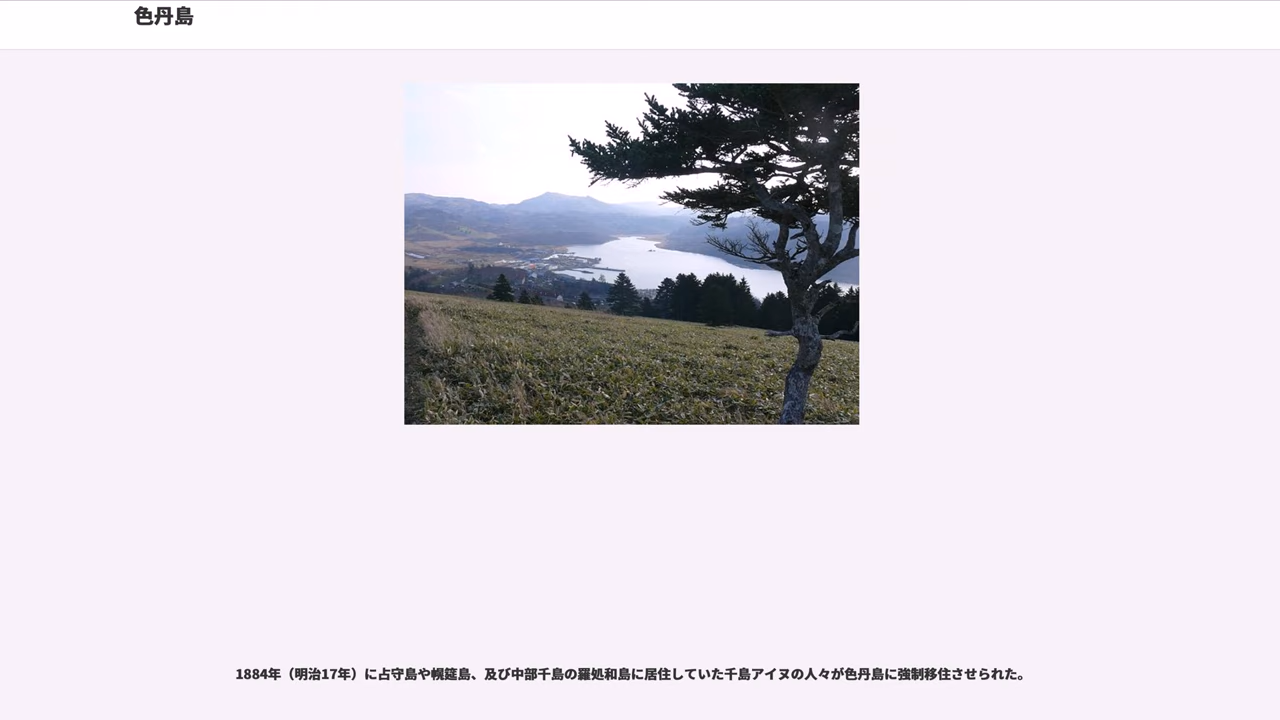 色丹島
1884年（明治17年）に占守島や幌筵島、及び中部千島の羅処和島に居住していた千島アイヌの人々が色丹島に強制移住させられた。